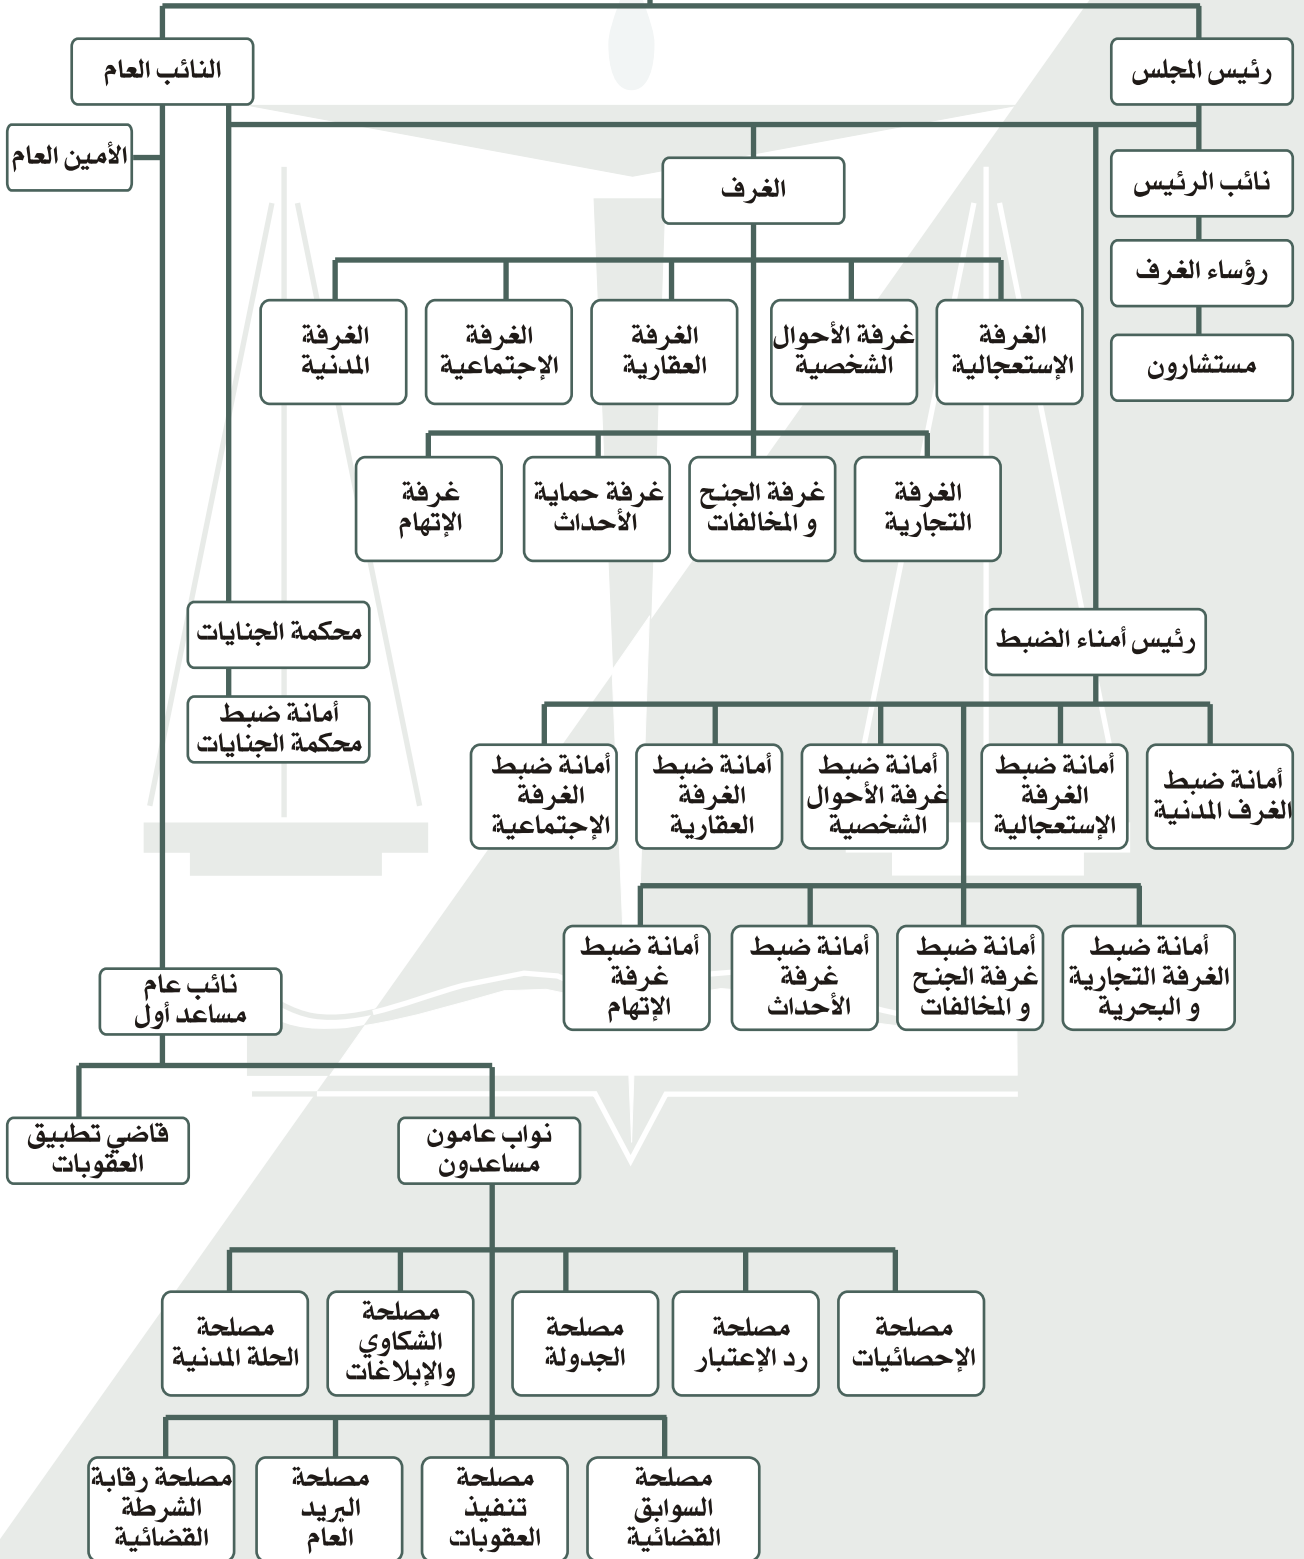 رئيس المجلس
النائب العام
الأمين العام
نائب الرئيس
الغرف
رؤساء الغرف
مستشارون
الغرفة
الإستعجالية
غرفة الأحوال
الشخصية
الغرفة
العقارية
الغرفة
الإجتماعية
الغرفة
المدنية
الغرفة
التجارية
غرفة الجنح
و المخالفات
غرفة حماية
الأحداث
غرفة
الإتهام
رئيس أمناء الضبط
محكمة الجنايات
أمانة ضبط
محكمة الجنايات
أمانة ضبط
الغرف المدنية
أمانة ضبط
الغرفة
الإستعجالية
أمانة ضبط
غرفة الأحوال
الشخصية
أمانة ضبط
الغرفة
العقارية
أمانة ضبط
الغرفة
الإجتماعية
أمانة ضبط
الغرفة التجارية
و البحرية
أمانة ضبط
غرفة الجنح
و المخالفات
أمانة ضبط
غرفة
الأحداث
أمانة ضبط
غرفة
الإتهام
نائب عام
مساعد أول
نواب عامون
مساعدون
قاضي تطبيق
العقوبات
مصلحة
الإحصائيات
مصلحة
رد الإعتبار
مصلحة
الجدولة
مصلحة
الشكاوي
والإبلاغات
مصلحة
الحلة المدنية
مصلحة
السوابق
القضائية
مصلحة
تنفيذ
العقوبات
مصلحة
البريد
العام
مصلحة رقابة
الشرطة
القضائية